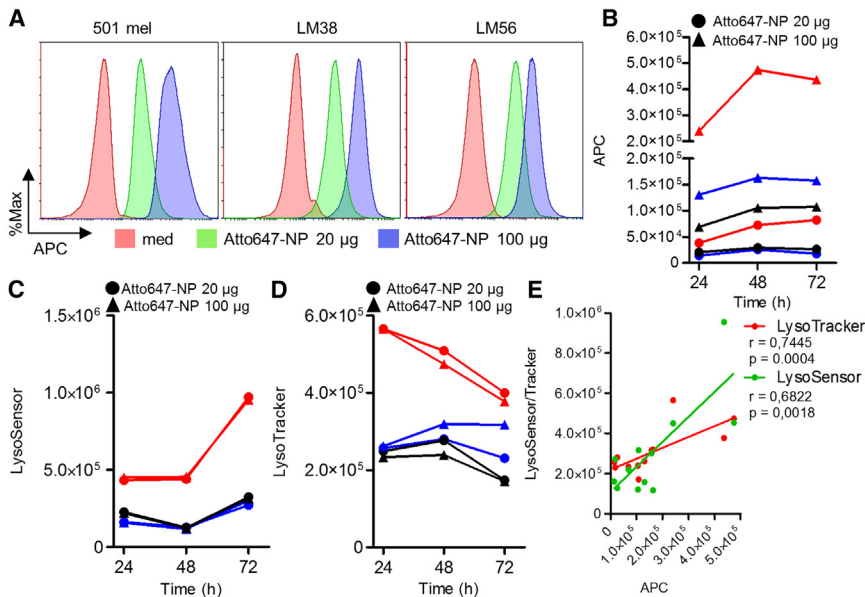 A
501 mel
LM38
LM56
%Max
APC
med
Atto647-NP 20 µg
Atto647-NP 100 µg
B
Atto647-NP 20 µg
Atto647-NP 100 µg
6.0×10⁵
5.0×10⁵
4.0×10⁵
3.0×10⁵
2.0×10⁵
2.0×10⁵
1.5×10⁵
1.0×10⁵
5.0×10⁴
0
APC
24 48 72
Time (h)
C
Atto647-NP 20 µg
Atto647-NP 100 µg
1.5×10⁶
1.0×10⁶
5.0×10⁵
0
LysoSensor
24 48 72
Time (h)
D
Atto647-NP 20 µg
Atto647-NP 100 µg
6.0×10⁵
4.0×10⁵
2.0×10⁵
0
LysoTracker
24 48 72
Time (h)
E
1.0×10⁶
8.0×10⁵
6.0×10⁵
4.0×10⁵
2.0×10⁵
0
LysoSensor/Tracker
LysoTracker
r = 0,7445
p = 0.0004
LysoSensor
r = 0,6822
p = 0,0018
0 1.0×10⁵ 2.0×10⁵ 3.0×10⁵ 4.0×10⁵ 5.0×10⁵
APC